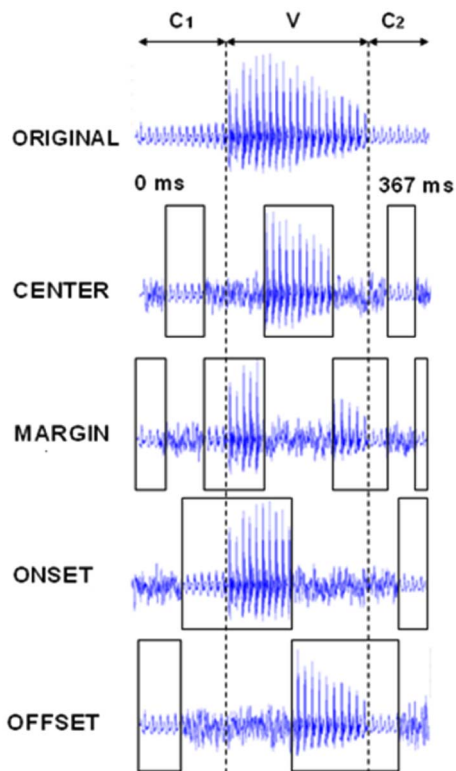 C1 V C2
ORIGINAL
0 ms 367 ms
CENTER
MARGIN
ONSET
OFFSET